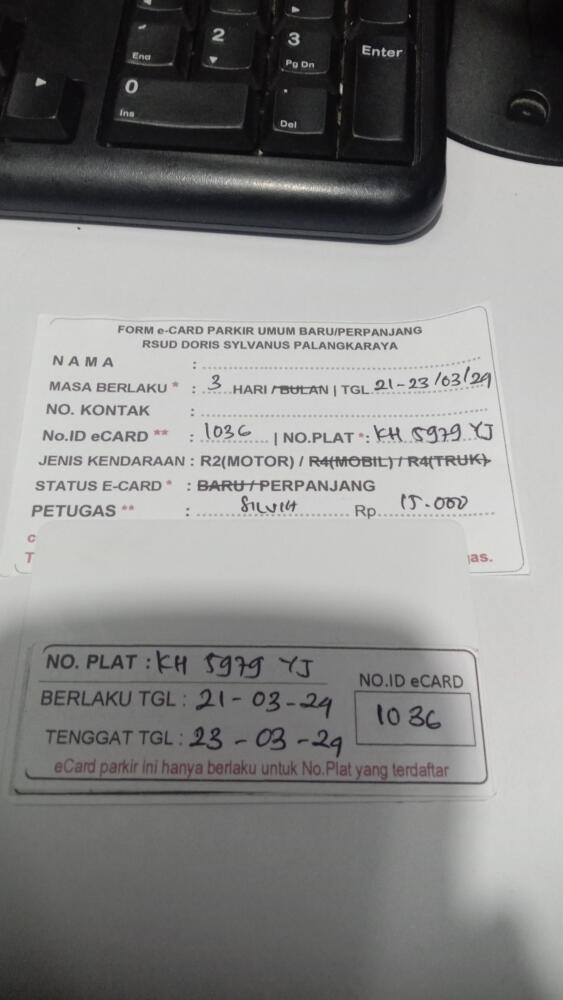 End
2
3
Pg Dn
Enter
0
Ins
.
Del
FORM e-CARD PARKIR UMUM BARU/PERPANJANG
RSUD DORIS SYLVANUS PALANGKARAYA
NAMA :
MASA BERLAKU * : 3 HARI /BULAN | TGL 21-23/03/24
NO. KONTAK :
No.ID eCARD ** : 1036 | NO.PLAT *: KH 5979 YJ
JENIS KENDARAAN : R2(MOTOR) / R4(MOBIL) / R4(TRUK)
STATUS E-CARD * : BARU / PERPANJANG
PETUGAS ** : SILVIA Rp 15.000
as.
NO. PLAT : KH 5979 YJ
NO.ID eCARD
BERLAKU TGL : 21-03-24
1036
TENGGAT TGL : 23-03-24
eCard parkir ini hanya berlaku untuk No.Plat yang terdaftar